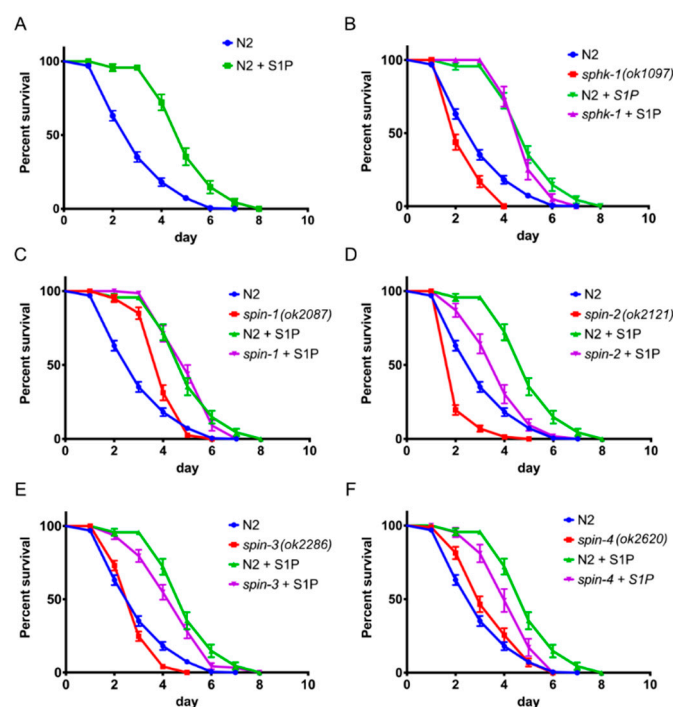 A
N2
N2 + S1P
Percent survival
100
50
0
0 2 4 6 8 10
day
B
N2
sphk-1(ok1097)
N2 + S1P
sphk-1 + S1P
Percent survival
100
50
0
0 2 4 6 8 10
day
C
N2
spin-1(ok2087)
N2 + S1P
spin-1 + S1P
Percent survival
100
50
0
0 2 4 6 8 10
day
D
N2
spin-2(ok2121)
N2 + S1P
spin-2 + S1P
Percent survival
100
50
0
0 2 4 6 8 10
day
E
N2
spin-3(ok2286)
N2 + S1P
spin-3 + S1P
Percent survival
100
50
0
0 2 4 6 8 10
day
F
N2
spin-4(ok2620)
N2 + S1P
spin-4 + S1P
Percent survival
100
50
0
0 2 4 6 8 10
day